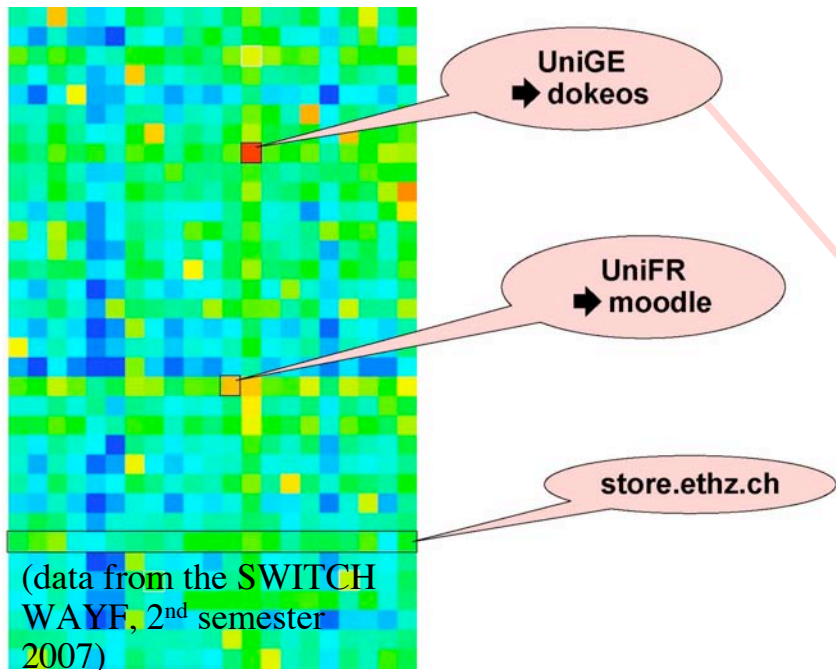 UniGE
➡ dokeos
UniFR
➡ moodle
store.ethz.ch
(data from the SWITCH
WAYF, 2nd semester
2007)